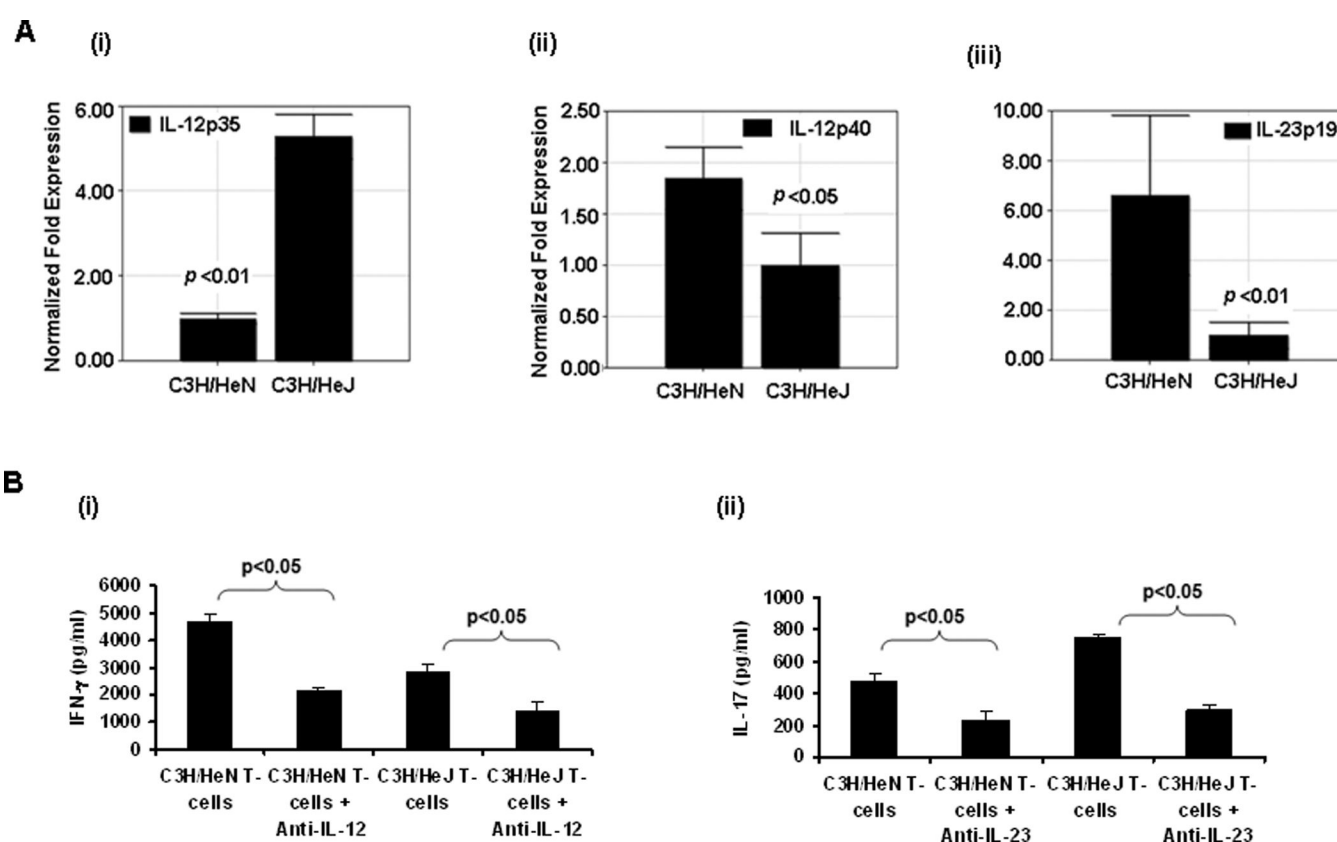 A
(i)
Normalized Fold Expression
6.00
4.00
2.00
0.00
IL-12p35
p <0.01
C3H/HeN
C3H/HeJ
(ii)
Normalized Fold Expression
2.50
2.00
1.50
1.00
0.50
0.00
IL-12p40
p <0.05
C3H/HeN
C3H/HeJ
(iii)
10.00
8.00
6.00
4.00
2.00
0.00
IL-23p19
p <0.01
C3H/HeN
C3H/HeJ
B
(i)
IFN-γ (pg/ml)
6000
5000
4000
3000
2000
1000
0
p<0.05
p<0.05
C3H/HeN T-
cells
C3H/HeN T-
cells +
Anti-IL-12
C3H/HeJ T-
cells
C3H/HeJ T-
cells +
Anti-IL-12
(ii)
IL-17 (pg/ml)
1000
800
600
400
200
0
p<0.05
p<0.05
C3H/HeN T-
cells
C3H/HeN T-
cells +
Anti-IL-23
C3H/HeJ T-
cells
C3H/HeJ T-
cells +
Anti-IL-23